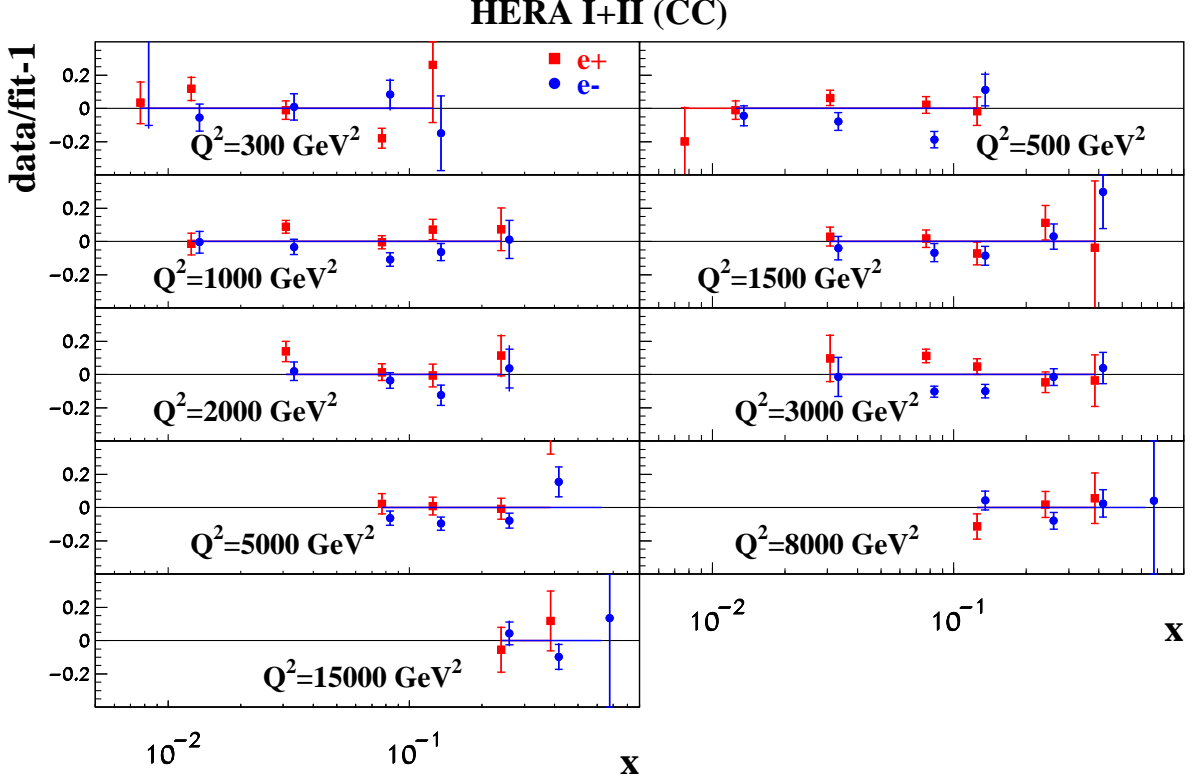 HERA I+II (CC)
data/fit-1
0.2
0
−0.2
e+
e-
Q²=300 GeV²
Q²=500 GeV²
0.2
0
−0.2
Q²=1000 GeV²
Q²=1500 GeV²
0.2
0
−0.2
Q²=2000 GeV²
Q²=3000 GeV²
0.2
0
−0.2
Q²=5000 GeV²
Q²=8000 GeV²
0.2
0
−0.2
Q²=15000 GeV²
10⁻² 10⁻¹
x
10⁻² 10⁻¹
x